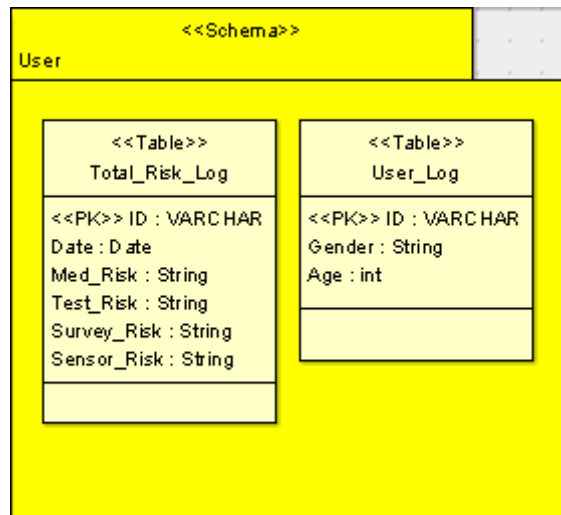 <<Schema>>
User
<<Table>>
Total_Risk_Log
<<PK>> ID : VARCHAR
Date : Date
Med_Risk : String
Test_Risk : String
Survey_Risk : String
Sensor_Risk : String
<<Table>>
User_Log
<<PK>> ID : VARCHAR
Gender : String
Age : int